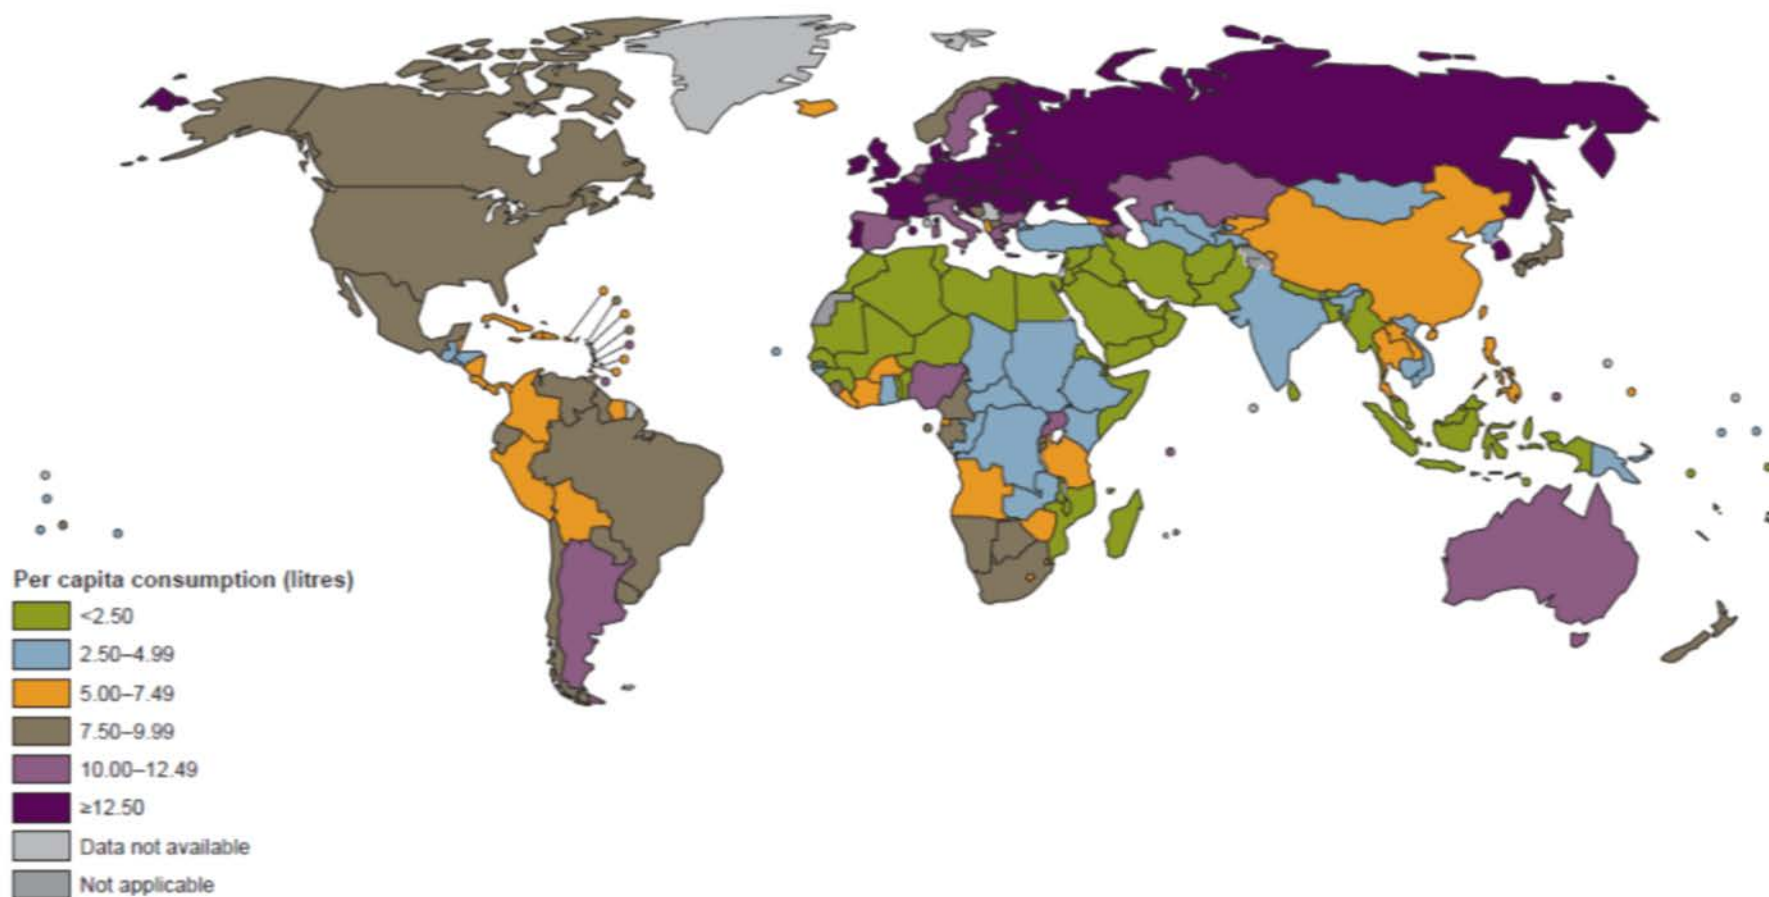 Per capita consumption (litres)
<2.50
2.50–4.99
5.00–7.49
7.50–9.99
10.00–12.49
≥12.50
Data not available
Not applicable